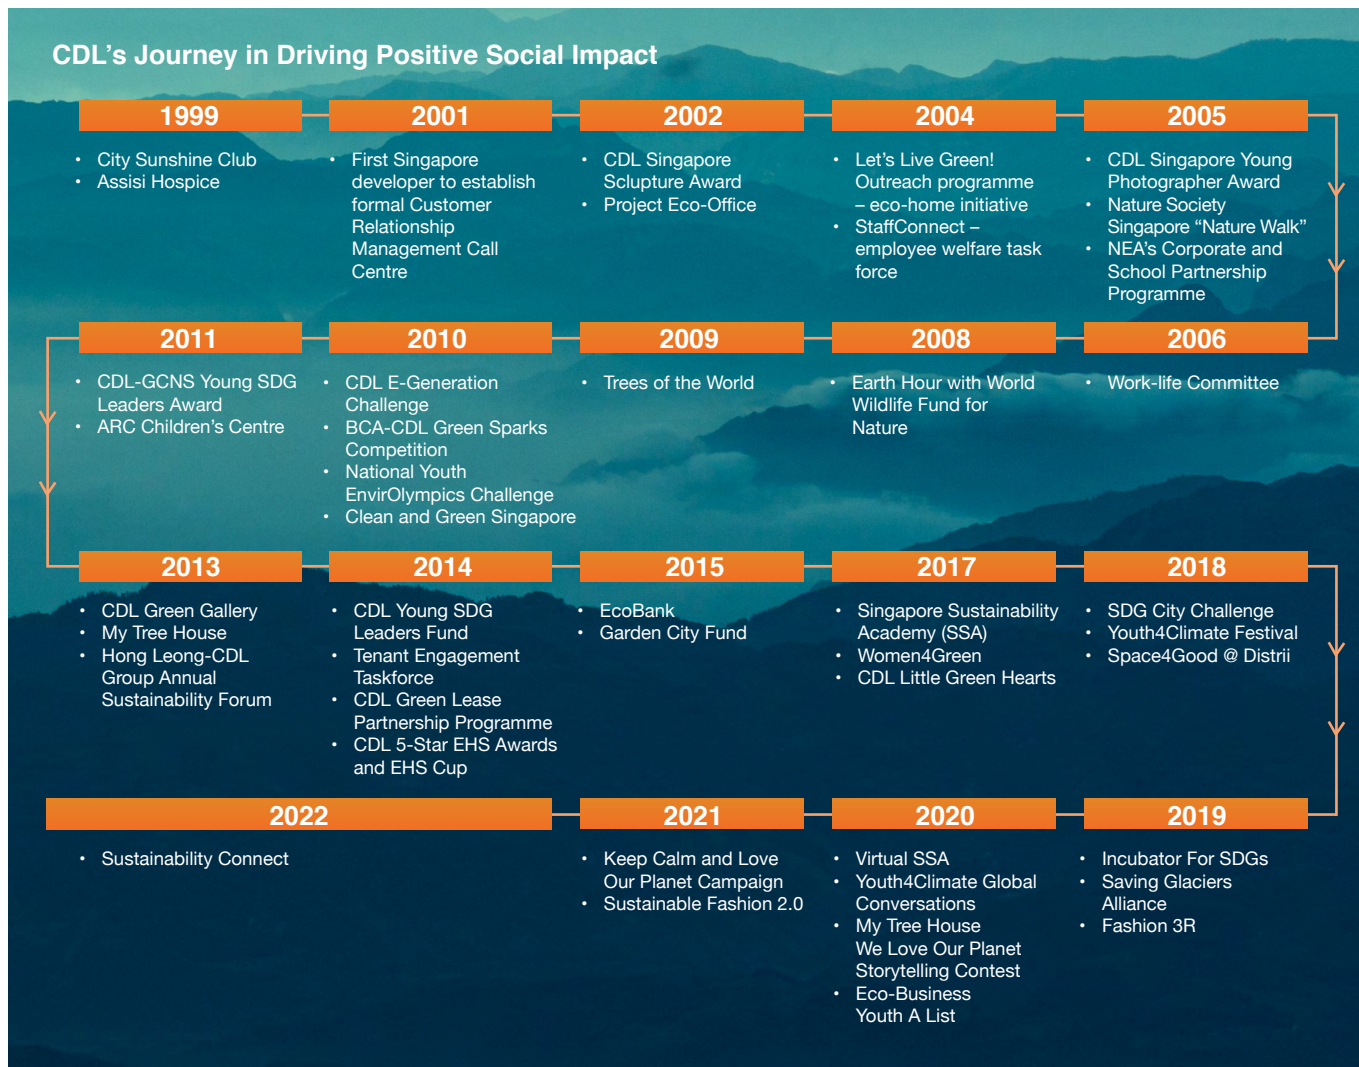 CDL’s Journey in Driving Positive Social Impact
1999
• City Sunshine Club
• Assisi Hospice
2001
• First Singapore
developer to establish
formal Customer
Relationship
Management Call
Centre
2002
• CDL Singapore
Sclupture Award
• Project Eco-Office
2004
• Let’s Live Green!
Outreach programme
– eco-home initiative
• StaffConnect –
employee welfare task
force
2005
• CDL Singapore Young
Photographer Award
• Nature Society
Singapore “Nature Walk”
• NEA’s Corporate and
School Partnership
Programme
2006
• Work-life Committee
2008
• Earth Hour with World
Wildlife Fund for
Nature
2009
• Trees of the World
2010
• CDL E-Generation
Challenge
• BCA-CDL Green Sparks
Competition
• National Youth
EnvirOlympics Challenge
• Clean and Green Singapore
2011
• CDL-GCNS Young SDG
Leaders Award
• ARC Children’s Centre
2013
• CDL Green Gallery
• My Tree House
• Hong Leong-CDL
Group Annual
Sustainability Forum
2014
• CDL Young SDG
Leaders Fund
• Tenant Engagement
Taskforce
• CDL Green Lease
Partnership Programme
• CDL 5-Star EHS Awards
and EHS Cup
2015
• EcoBank
• Garden City Fund
2017
• Singapore Sustainability
Academy (SSA)
• Women4Green
• CDL Little Green Hearts
2018
• SDG City Challenge
• Youth4Climate Festival
• Space4Good @ Distrii
2019
• Incubator For SDGs
• Saving Glaciers
Alliance
• Fashion 3R
2020
• Virtual SSA
• Youth4Climate Global
Conversations
• My Tree House
We Love Our Planet
Storytelling Contest
• Eco-Business
Youth A List
2021
• Keep Calm and Love
Our Planet Campaign
• Sustainable Fashion 2.0
2022
• Sustainability Connect